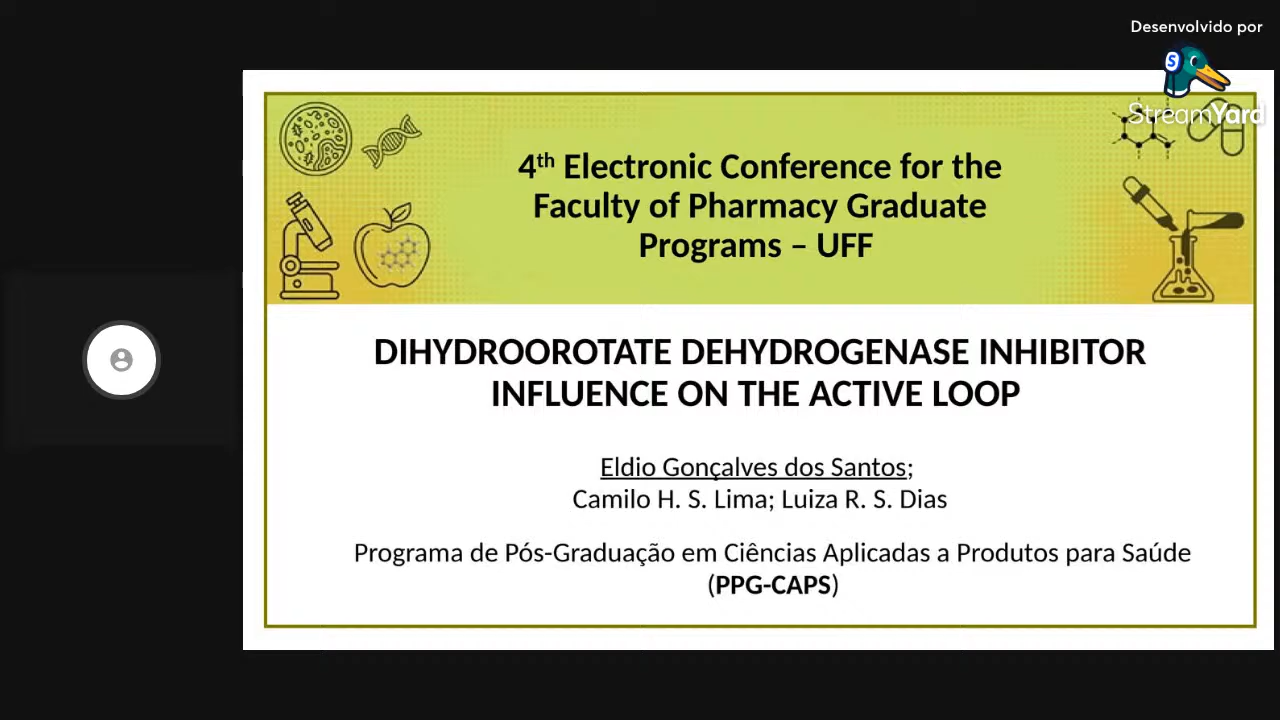 Desenvolvido por
StreamYard
4th Electronic Conference for the
Faculty of Pharmacy Graduate
Programs – UFF
DIHYDROOROTATE DEHYDROGENASE INHIBITOR
INFLUENCE ON THE ACTIVE LOOP
Eldio Gonçalves dos Santos;
Camilo H. S. Lima; Luiza R. S. Dias
Programa de Pós-Graduação em Ciências Aplicadas a Produtos para Saúde
(PPG-CAPS)